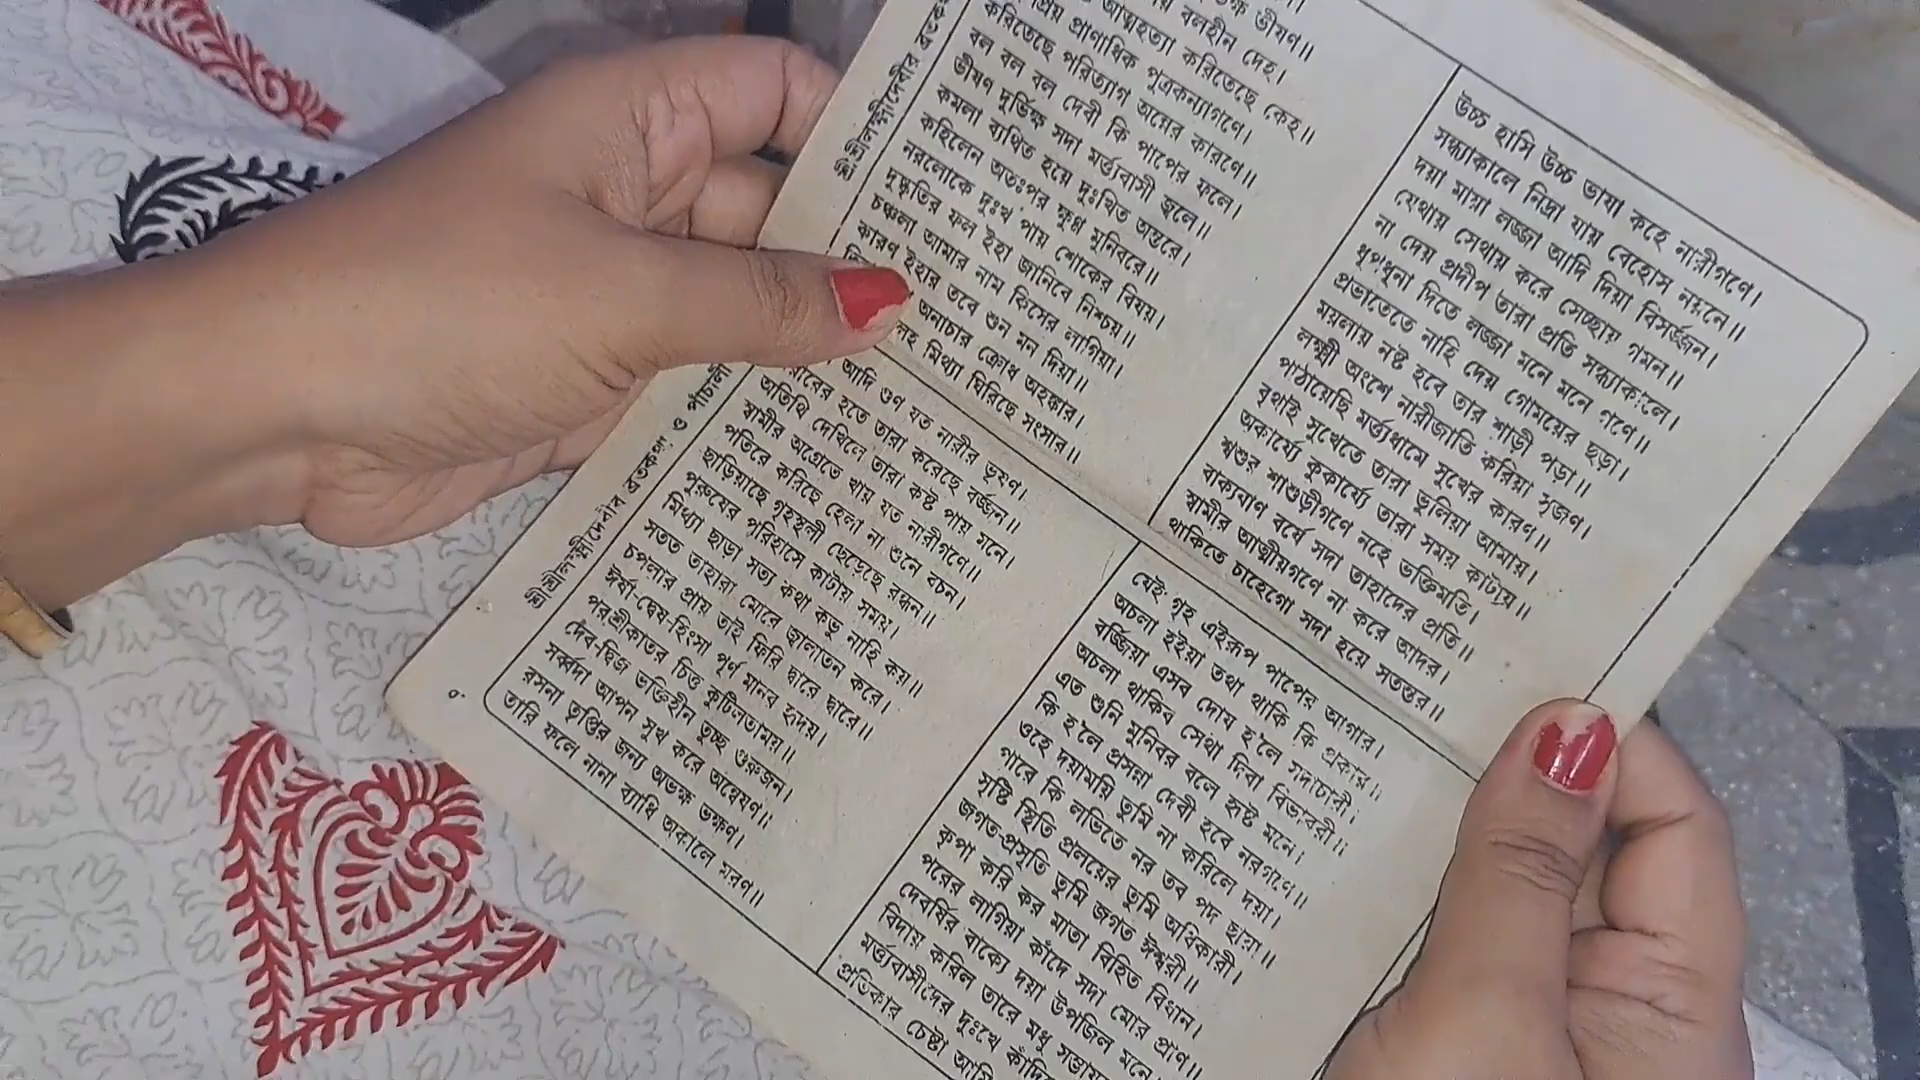 শ্রীশ্রীলক্ষ্মীদেবীর ব্রতকথা
ভীষণ॥
বলহীন দেহ।
আত্মহত্যা করিতেছে কেহ॥
প্রিয় প্রাণাধিক পুত্রকন্যাগণে।
করিতেছে পরিত্যাগ অন্নের কারণে॥
বল বল বল দেবী কি পাপের ফলে।
ভীষণ দুর্ভিক্ষ সদা মর্ত্ত্যবাসী জ্বলে॥
কমলা ব্যথিত হয়ে দুঃখিত অন্তরে।
কহিলেন অতঃপর ক্ষুণ্ণ মুনিবরে॥
নরলোকে দুঃখ পায় শোকের বিষয়।
দুষ্কৃতির ফল ইহা জানিবে নিশ্চয়॥
চঞ্চলা আমার নাম কিসের লাগিয়া।
কারণ ইহার তবে শুন মন দিয়া॥
অনাচার ক্রোধ অহঙ্কার।
মিথ্যা ঘিরিছে সংসার॥
উচ্চ হাসি উচ্চ ভাষা কহে নারীগণে।
সন্ধ্যাকালে নিদ্রা যায় বেহোস নয়নে॥
দয়া মায়া লজ্জা আদি দিয়া বিসর্জ্জন।
যেথায় সেথায় করে সেচ্ছায় গমন॥
না দেয় প্রদীপ তারা প্রতি সন্ধ্যাকালে।
ধূপধূনা দিতে লজ্জা মনে মনে গণে॥
প্রভাতেতে নাহি দেয় গোময়ের ছড়া।
ময়লায় নষ্ট হবে তার শাড়ী পড়া॥
লক্ষ্মী অংশে নারীজাতি করিয়া সৃজণ।
পাঠায়েছি মর্ত্ত্যধামে সুখের কারণ॥
বৃথাই সুখেতে তারা ভুলিয়া আমায়।
অকার্য্যে কুকার্য্যে তারা সময় কাটায়॥
শ্বশুর শাশুড়ীগণে নহে ভক্তিমতি।
বাক্যবাণ বর্ষে সদা তাহাদের প্রতি॥
স্বামীর আত্মীয়গণে না করে আদর।
থাকিতে চাহেগো সদা হয়ে সতন্তর॥
শ্রীশ্রীলক্ষ্মীদেবীর ব্রতকথা ও পাঁচালী
আদি গুণ যত নারীর ভূষণ।
হতে তারা করেছে বর্জ্জন॥
অতিথি দেখিলে তারা কষ্ট পায় মনে।
স্বামীর অগ্রেতে খায় যত নারীগণে॥
পতিরে করিছে হেলা না শুনে বচন।
ছাড়িয়াছে গৃহস্থলী ছেড়েছে রন্ধন॥
পুরুষের পরিহাসে কাটায় সময়।
মিথ্যা ছাড়া সত্য কথা কভু নাহি কয়॥
সতত তাহারা মোরে জ্বালাতন করে।
চপলার প্রায় তাই ফিরি দ্বারে দ্বারে॥
ঈর্ষা-দ্বেষ-হিংসা পূর্ণ মানব হৃদয়।
পরশ্রীকাতর চিত্ত কুটিলতাময়॥
দেব-দ্বিজ ভক্তিহীন তুচ্ছ গুরুজন।
সর্ব্বদা আপন সুখ করে অন্বেষণ॥
রসনা তৃপ্তির জন্য অভক্ষ ভক্ষণ।
তারি ফলে নানা ব্যাধি অকালে মরণ॥
যেই গৃহ এইরূপ পাপের আগার।
অচলা হইয়া তথা থাকি কি প্রকার॥
বর্জ্জিয়া এসব দোষ হ'লে সদাচারী।
অচলা থাকিব সেথা দিবা বিভাবরী॥
এত শুনি মুনিবর বলে হৃষ্ট মনে।
কি হ'লৈ প্রসন্না দেবী হবে নরগণে॥
ওহে দয়াময়ি তুমি না করিলে দয়া।
পারে কি লভিতে নর তব পদ ছায়া॥
সৃষ্টি স্থিতি প্রলয়ের তুমি অধিকারী।
জগত-প্রসূতি তুমি জগত ঈশ্বরী॥
কৃপা করি কর মাতা বিহিত বিধান।
পরের লাগিয়া কাঁদে সদা মোর প্রাণ॥
দেবর্ষির বাক্যে দয়া উপজিল মনে।
বিদায় করিল তারে মধু
মর্ত্ত্যবাসীদের দুঃখে
প্রতিকার চেষ্টা